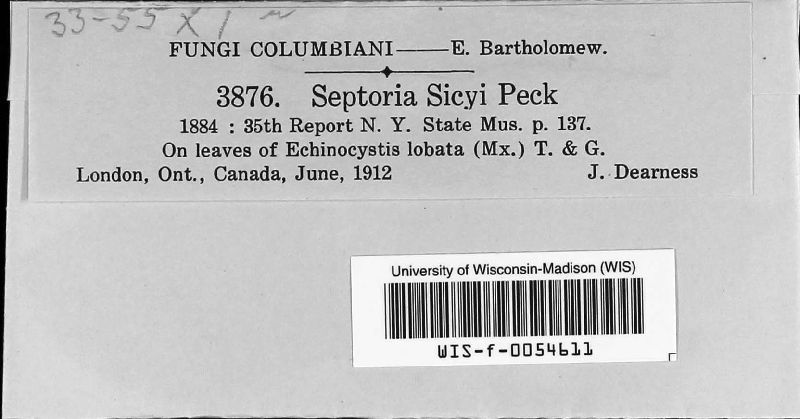 33-55 X 1
FUNGI COLUMBIANI——E. Bartholomew.
3876. Septoria Sicyi Peck
1884 : 35th Report N. Y. State Mus. p. 137.
On leaves of Echinocystis lobata (Mx.) T. & G.
London, Ont., Canada, June, 1912 J. Dearness
University of Wisconsin-Madison (WIS)
WIS-f-0054611